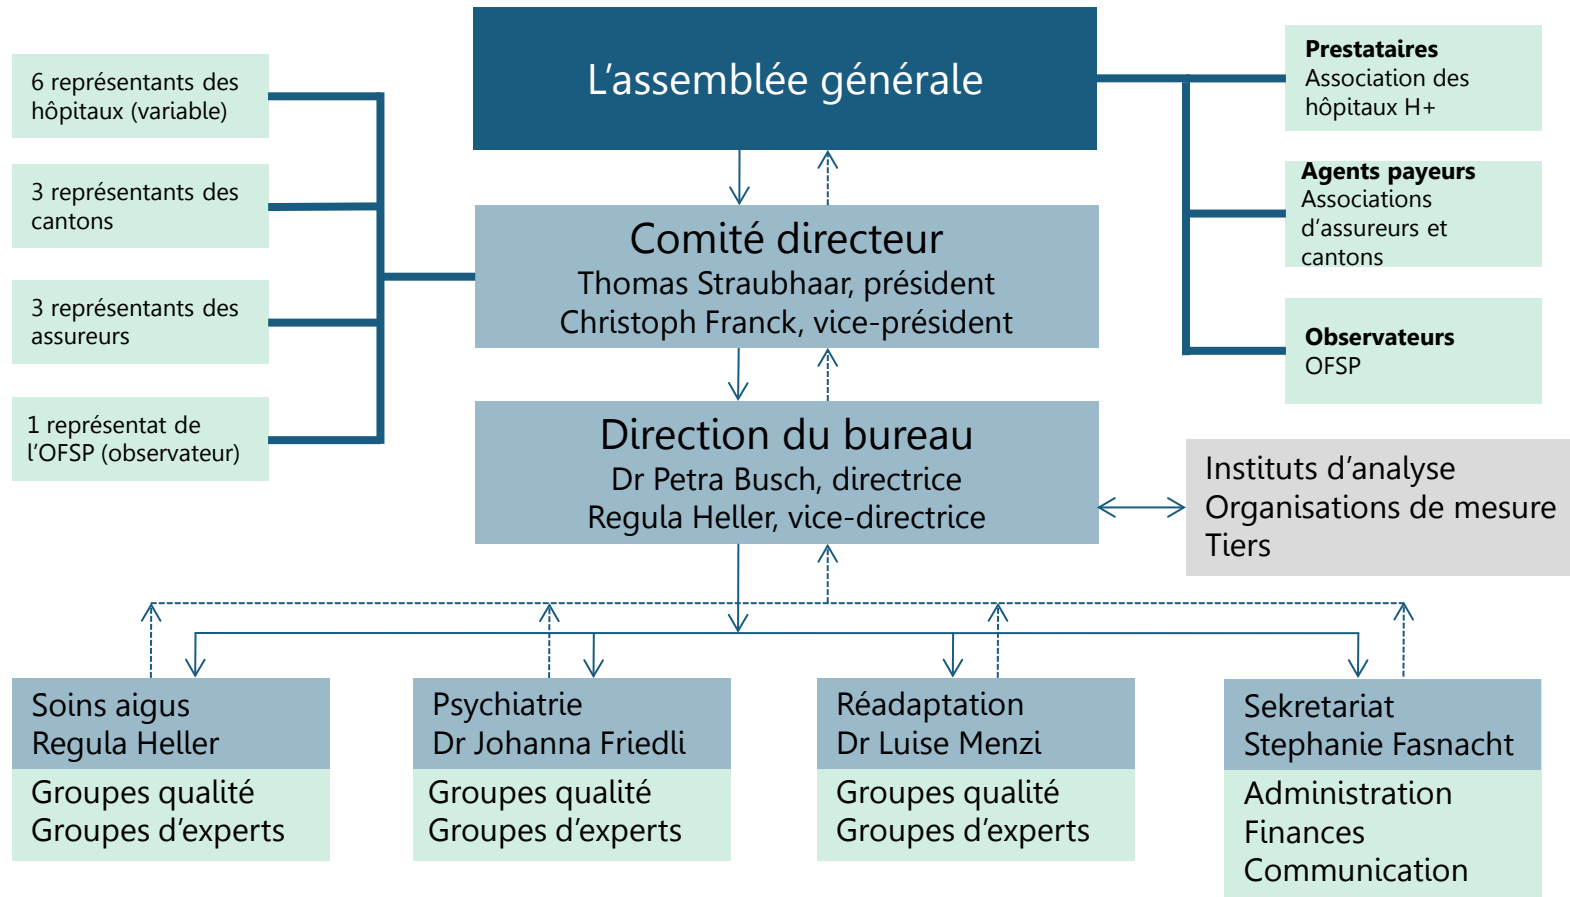 L'assemblée générale
6 représentants des
hôpitaux (variable)
3 représentants des
cantons
3 représentants des
assureurs
1 représentat de
l'OFSP (observateur)
Prestataires
Association des
hôpitaux H+
Agents payeurs
Associations
d'assureurs et
cantons
Observateurs
OFSP
Comité directeur
Thomas Straubhaar, président
Christoph Franck, vice-président
Direction du bureau
Dr Petra Busch, directrice
Regula Heller, vice-directrice
Instituts d'analyse
Organisations de mesure
Tiers
Soins aigus
Regula Heller
Groupes qualité
Groupes d'experts
Psychiatrie
Dr Johanna Friedli
Groupes qualité
Groupes d'experts
Réadaptation
Dr Luise Menzi
Groupes qualité
Groupes d'experts
Sekretariat
Stephanie Fasnacht
Administration
Finances
Communication